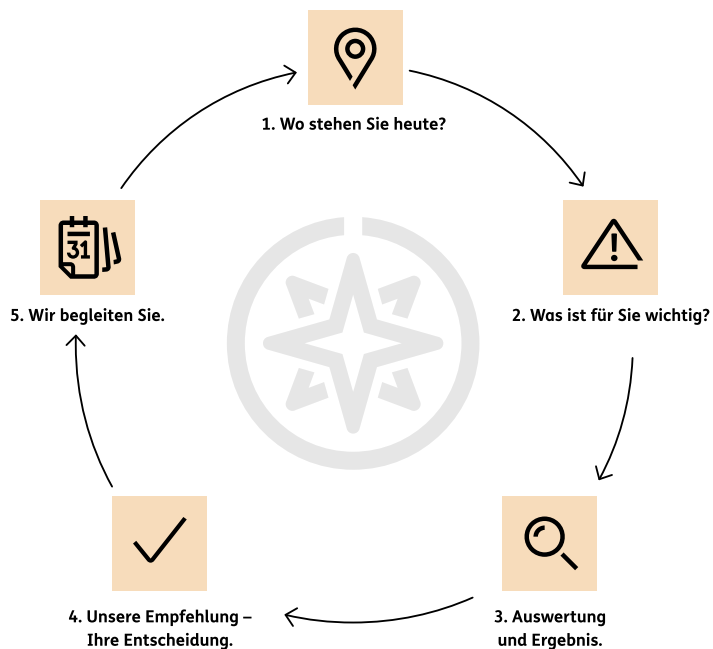 1. Wo stehen Sie heute?
31
5. Wir begleiten Sie.
2. Was ist für Sie wichtig?
4. Unsere Empfehlung –
Ihre Entscheidung.
3. Auswertung
und Ergebnis.